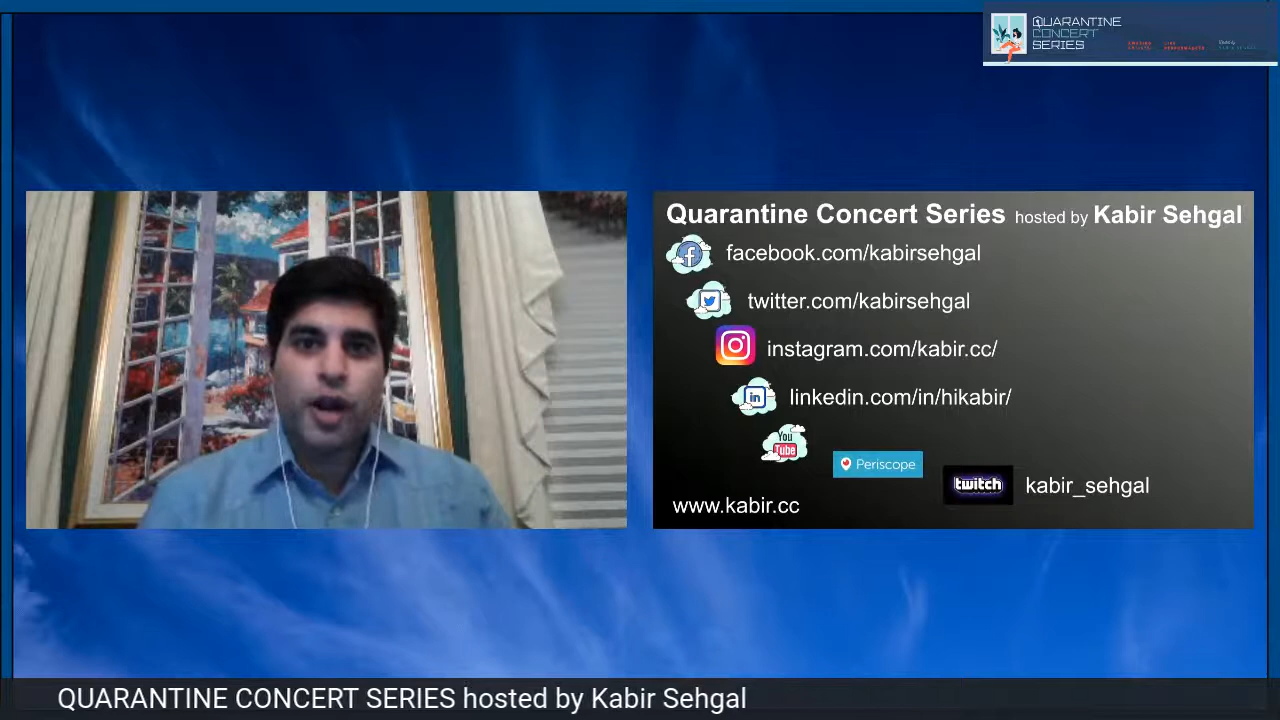 QUARANTINE
CONCERT
SERIES
Quarantine Concert Series hosted by Kabir Sehgal
facebook.com/kabirsehgal
twitter.com/kabirsehgal
instagram.com/kabir.cc/
in linkedin.com/in/hikabir/
You
Tube
Periscope
twitch kabir_sehgal
www.kabir.cc
QUARANTINE CONCERT SERIES hosted by Kabir Sehgal